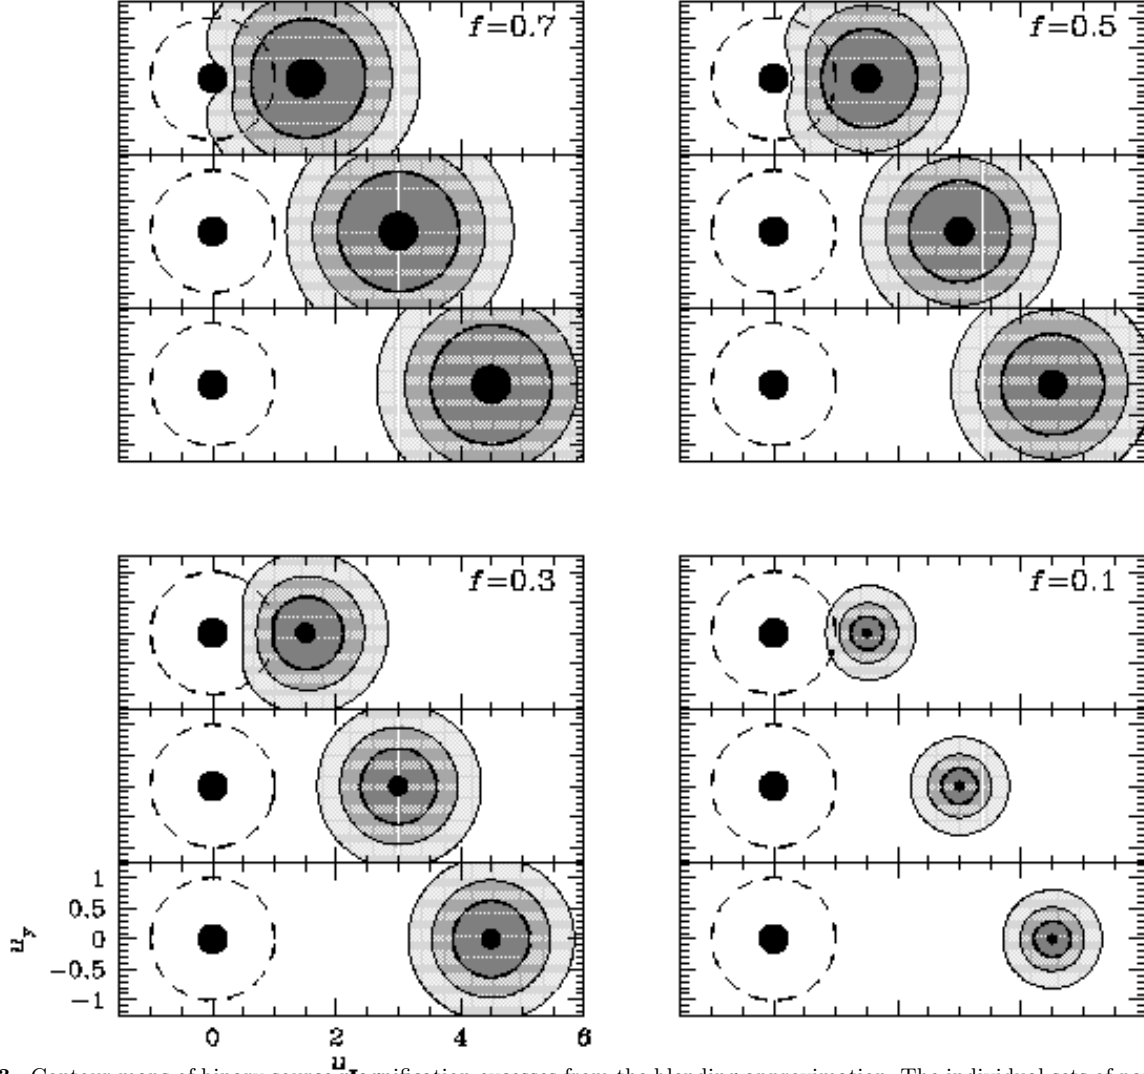 f=0.7
f=0.5
f=0.3
f=0.1
1
0.5
0
−0.5
−1
u_y
0 2 4 6
Contour maps of binary source magnification excesses from the blending approximation. The individual sets of